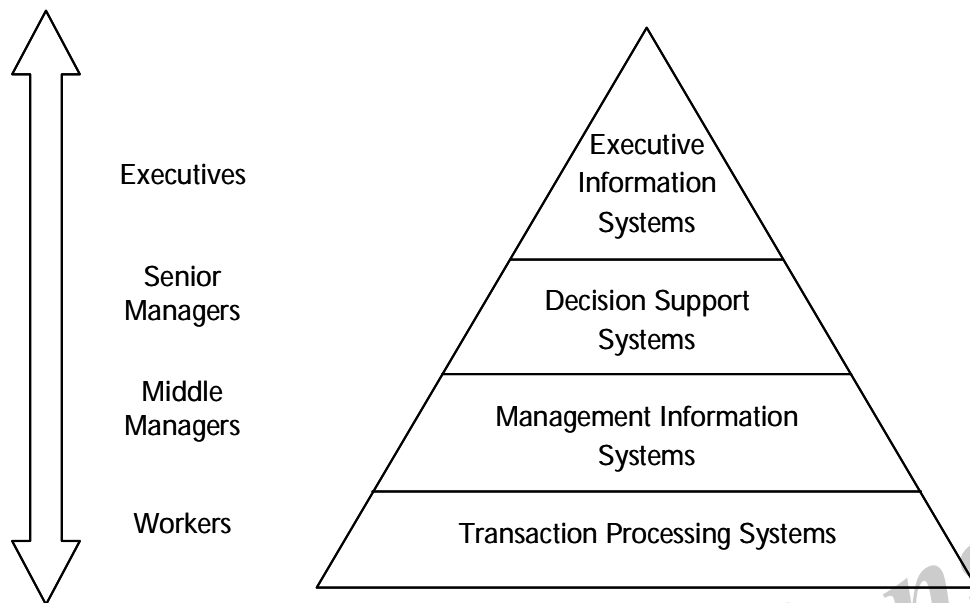 Executives
Executive
Information
Systems
Senior
Managers
Decision Support
Systems
Middle
Managers
Management Information
Systems
Workers
Transaction Processing Systems